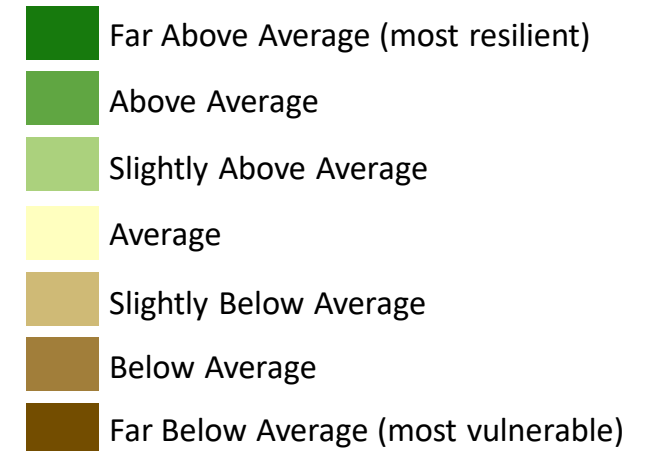 Far Above Average (most resilient)
Above Average
Slightly Above Average
Average
Slightly Below Average
Below Average
Far Below Average (most vulnerable)